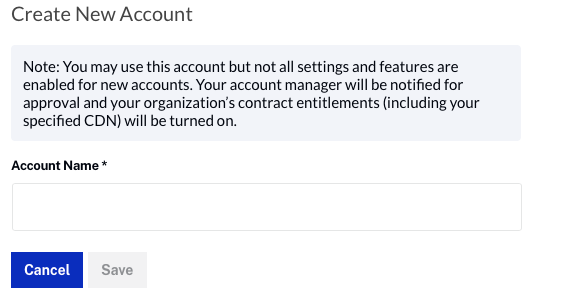 Create New Account
Note: You may use this account but not all settings and features are
enabled for new accounts. Your account manager will be notified for
approval and your organization's contract entitlements (including your
specified CDN) will be turned on.
Account Name *
Cancel Save